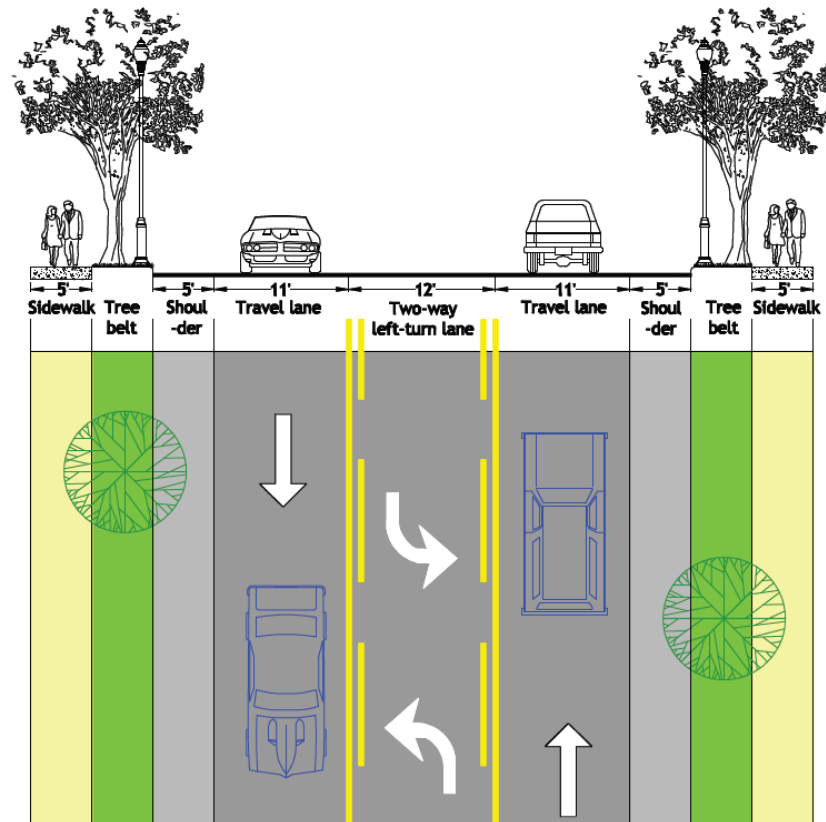 5' 5' 11' 12' 11' 5' 5'
Sidewalk Tree Shoul Travel lane Two-way Travel lane Shoul Tree Sidewalk
belt -der left-turn lane -der belt